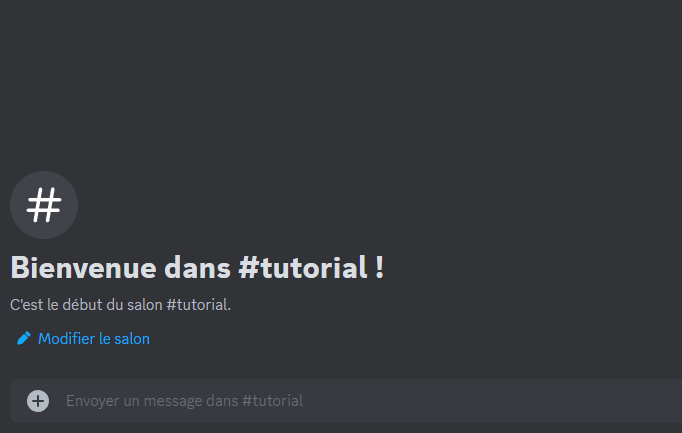 #
Bienvenue dans #tutorial !
C'est le début du salon #tutorial.
Modifier le salon
Envoyer un message dans #tutorial